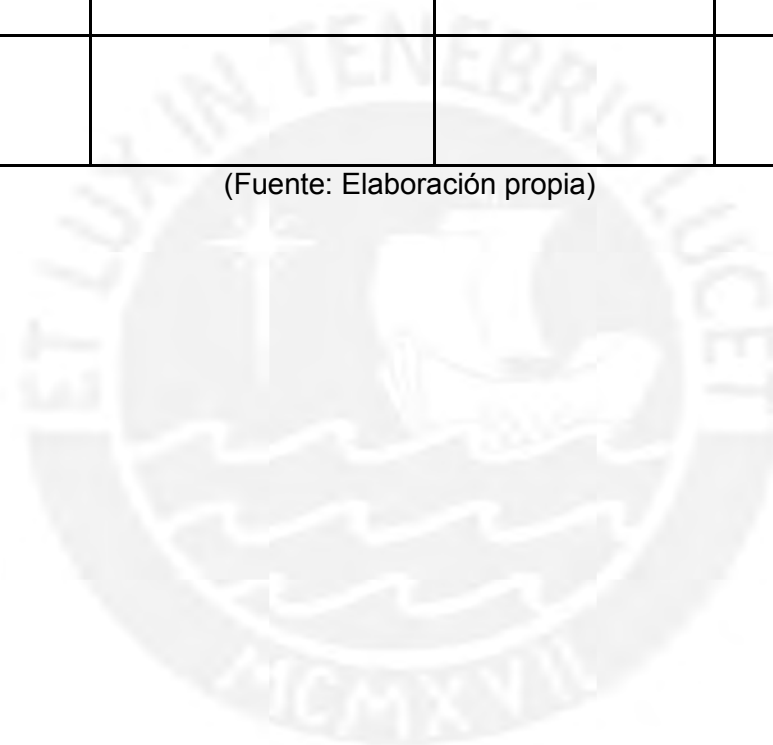 (Fuente: Elaboración propia)
ET LUX IN TENEBRIS LUCET
MCMXVII